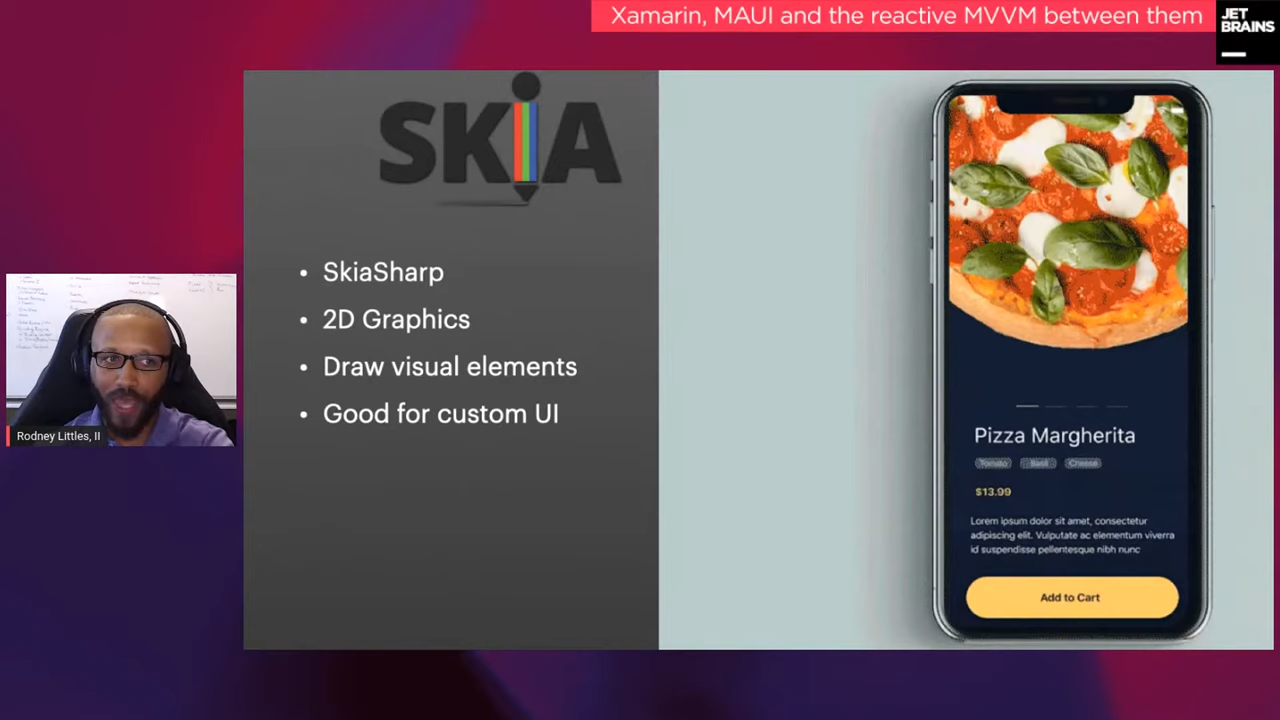 Xamarin, MAUI and the reactive MVVM between them
JET
BRAINS
SKiA
• SkiaSharp
• 2D Graphics
• Draw visual elements
• Good for custom UI
Rodney Littles, II
Pizza Margherita
Tomato Basil Cheese
$13.99
Lorem ipsum dolor sit amet, consectetur
adipiscing elit. Vulputate ac elementum viverra
id suspendisse pellentesque nibh nunc
Add to Cart